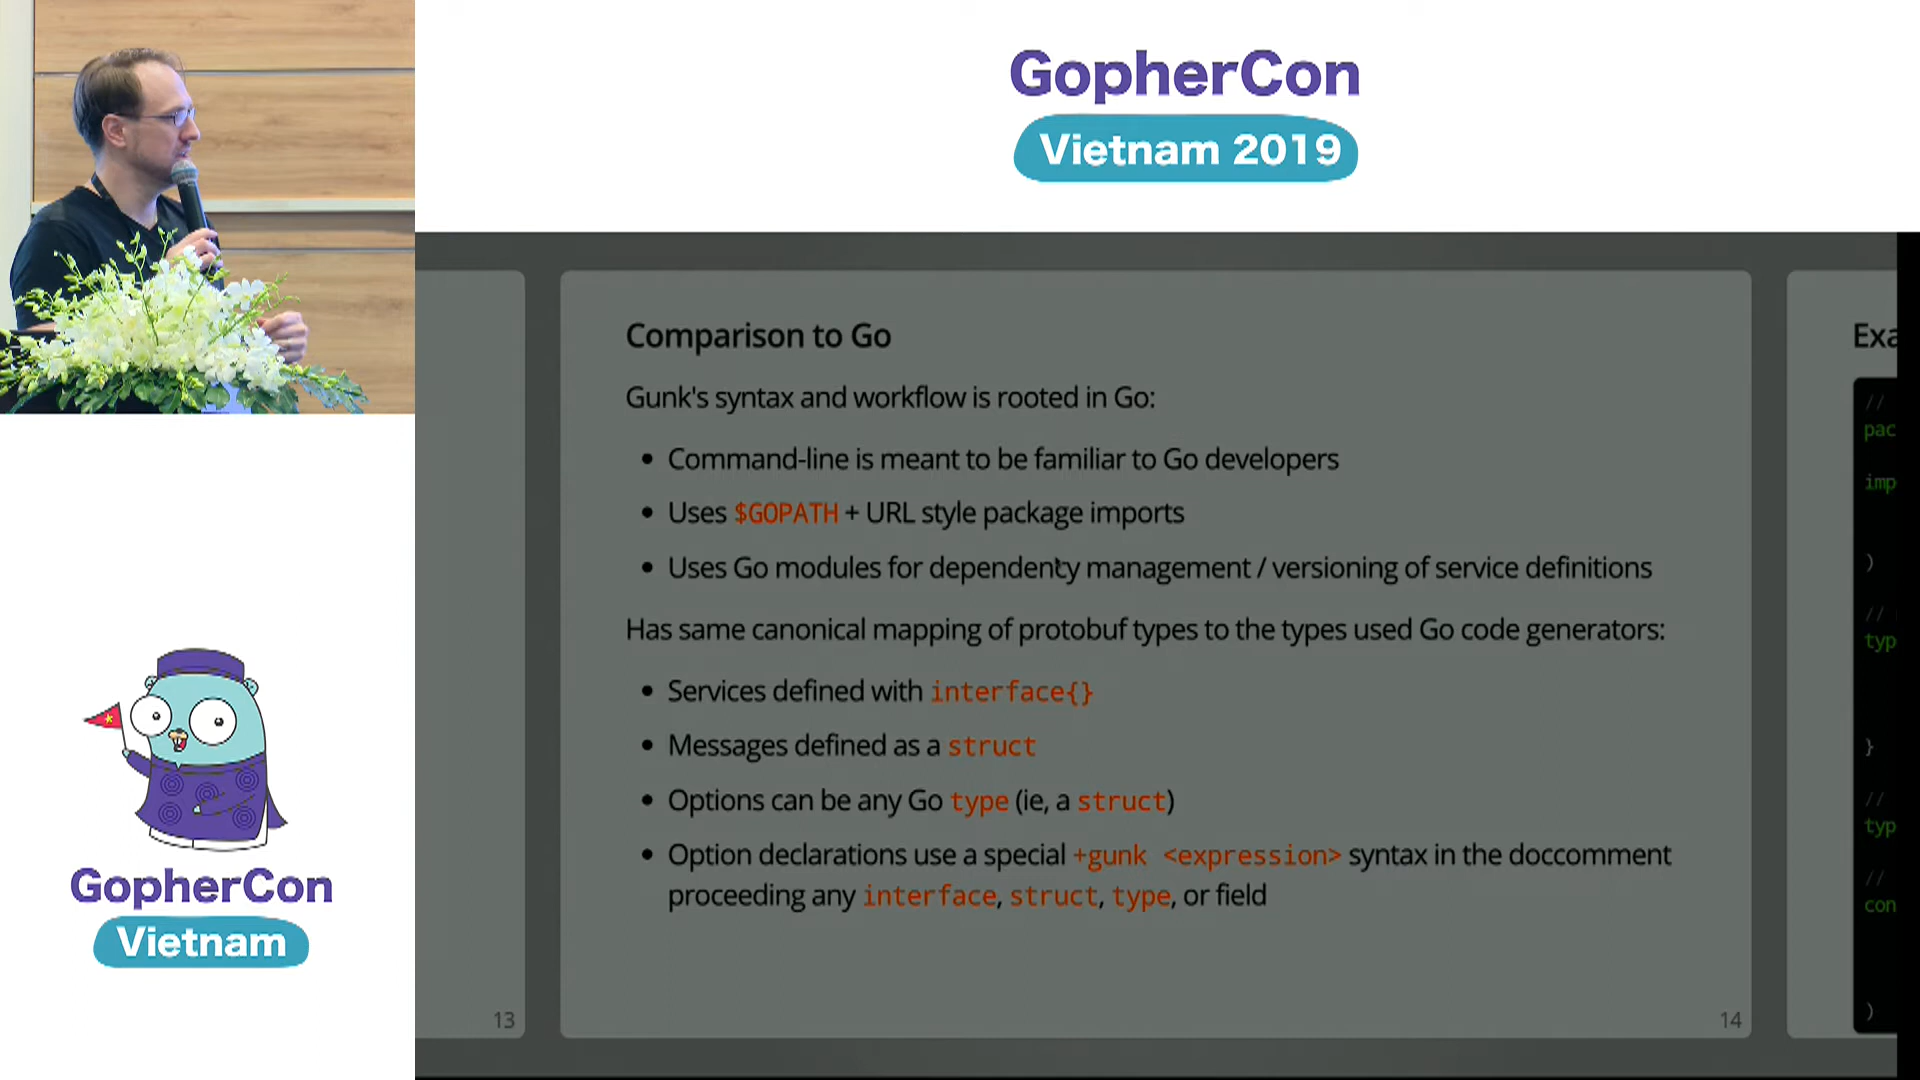 GopherCon
Vietnam 2019
Comparison to Go
Gunk's syntax and workflow is rooted in Go:
• Command-line is meant to be familiar to Go developers
• Uses $GOPATH + URL style package imports
• Uses Go modules for dependency management / versioning of service definitions
Has same canonical mapping of protobuf types to the types used Go code generators:
• Services defined with interface{}
• Messages defined as a struct
• Options can be any Go type (ie, a struct)
• Option declarations use a special +gunk <expression> syntax in the doccomment
proceeding any interface, struct, type, or field
13
14
Exa
//
pac
imp
)
//
typ
}
//
typ
//
con
)
GopherCon
Vietnam